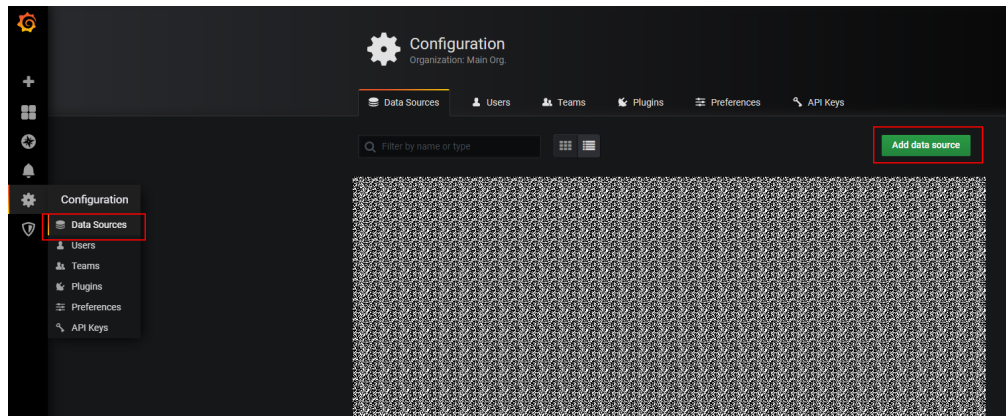 Configuration
Organization: Main Org.
Data Sources
Users
Teams
Plugins
Preferences
API Keys
Filter by name or type
Add data source
Configuration
Data Sources
Users
Teams
Plugins
Preferences
API Keys